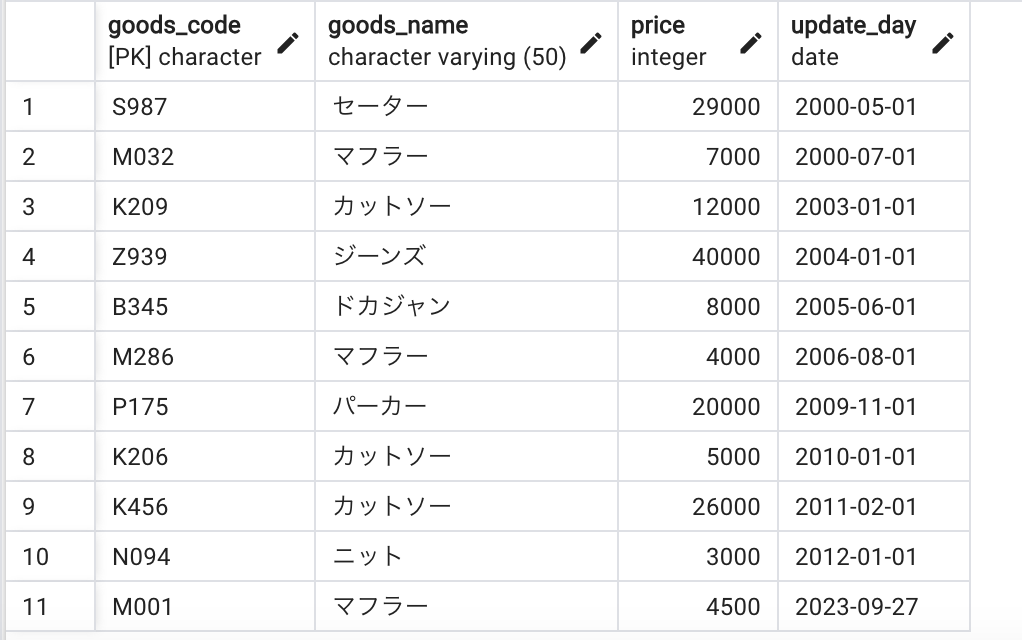 goods_code goods_name price update_day
[PK] character character varying (50) integer date
1 S987 セーター 29000 2000-05-01
2 M032 マフラー 7000 2000-07-01
3 K209 カットソー 12000 2003-01-01
4 Z939 ジーンズ 40000 2004-01-01
5 B345 ドカジャン 8000 2005-06-01
6 M286 マフラー 4000 2006-08-01
7 P175 パーカー 20000 2009-11-01
8 K206 カットソー 5000 2010-01-01
9 K456 カットソー 26000 2011-02-01
10 N094 ニット 3000 2012-01-01
11 M001 マフラー 4500 2023-09-27